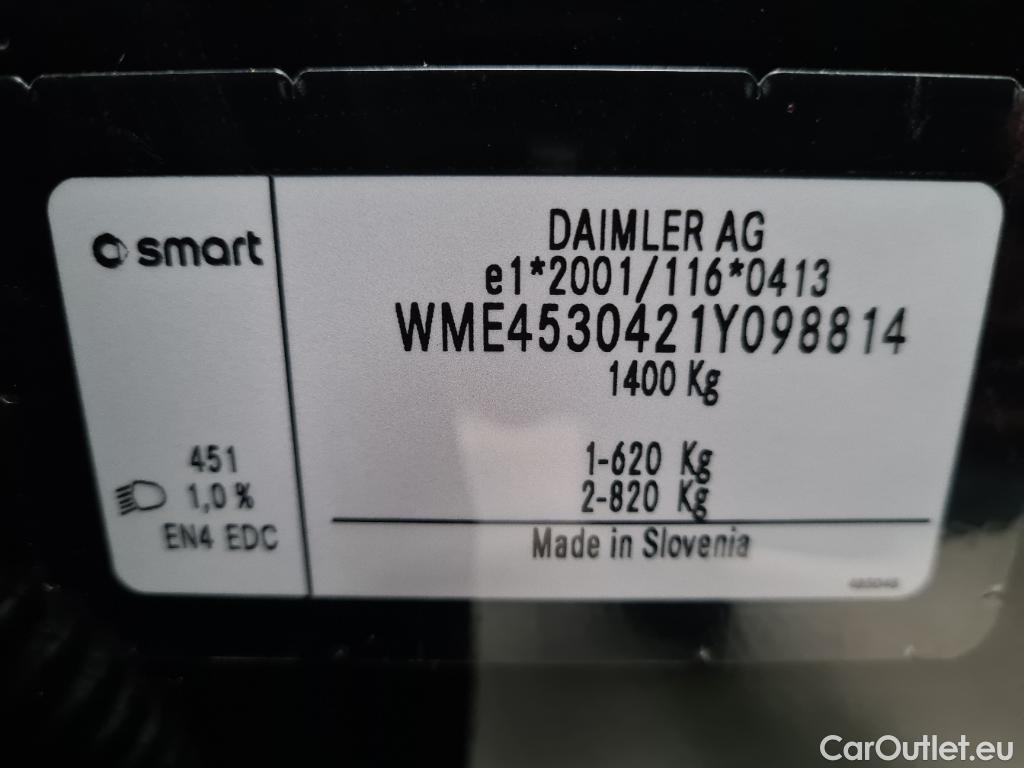 smart
DAIMLER AG
e1*2001/116*0413
WME4530421Y098814
1400 Kg
1-620 Kg
2-820 Kg
451
1,0 %
EN4 EDC
Made in Slovenia
CarOutlet.eu